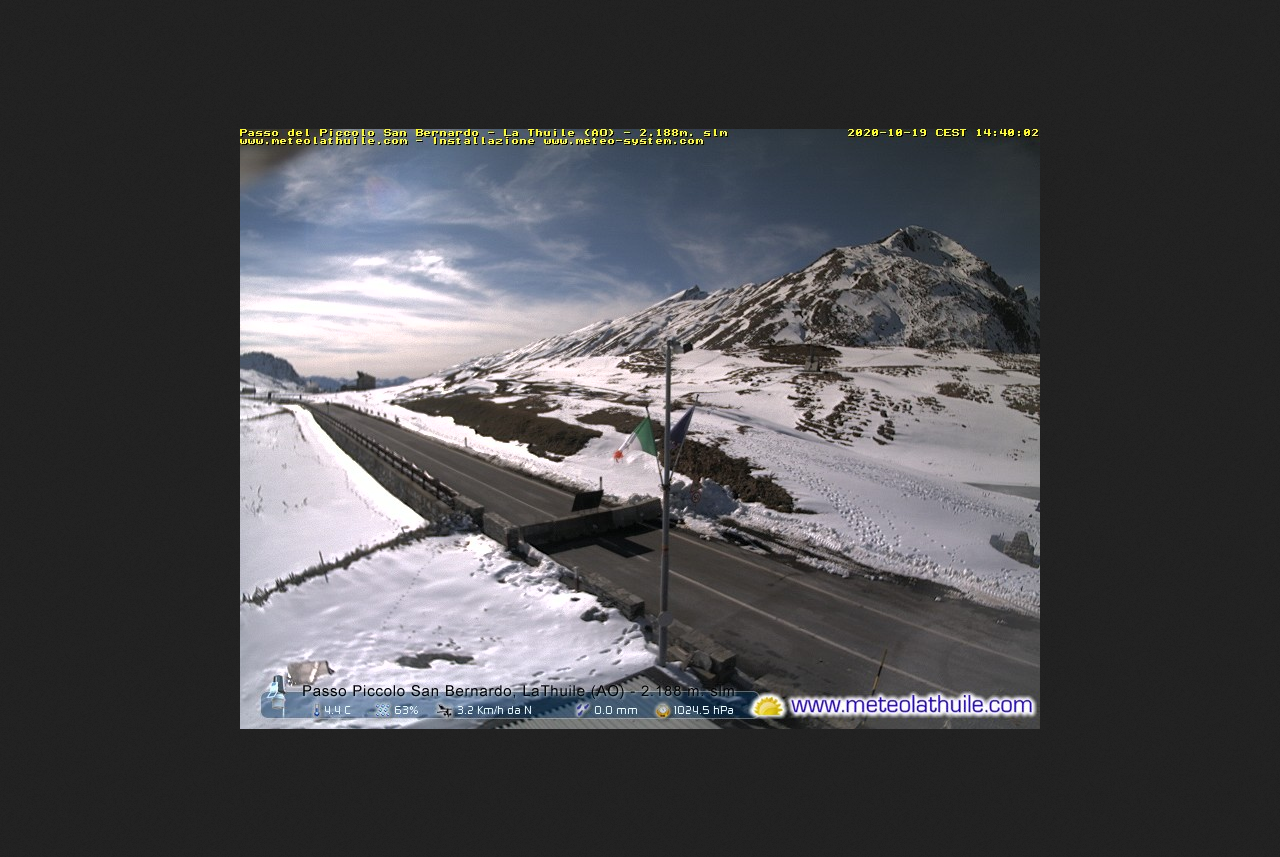 Passo del Piccolo San Bernardo - La Thuile (AO) - 2.188m. slm 2020-10-19 CEST 14:40:02
www.meteolathuile.com - Installazione www.meteo-system.com
Passo Piccolo San Bernardo, LaThuile (AO) - 2.188 m. slm
4.4 C 63% 3.2 Km/h da N 0.0 mm 1024.5 hPa
www.meteolathuile.com